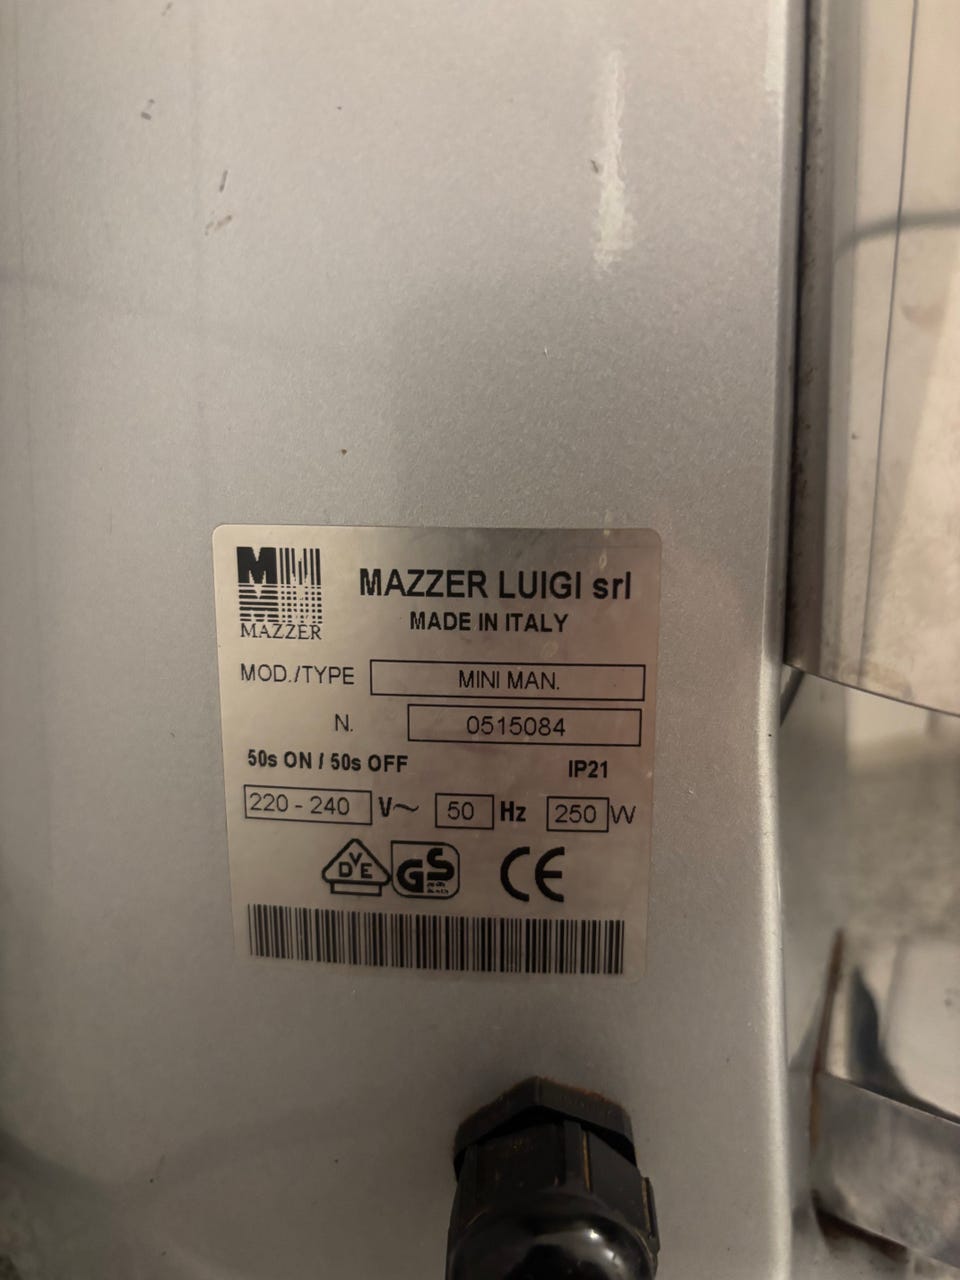 M
MAZZER
MAZZER LUIGI srl
MADE IN ITALY
MOD./TYPE MINI MAN.
N. 0515084
50s ON / 50s OFF IP21
220 - 240 V~ 50 Hz 250 W
DVE GS CE